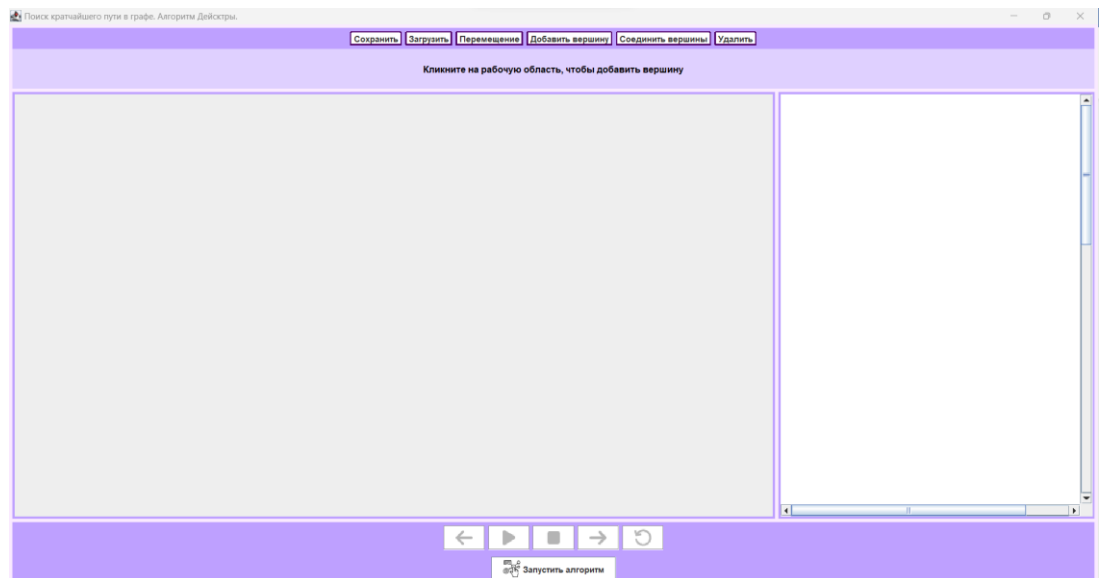 Поиск кратчайшего пути в графе. Алгоритм Дейкстры.
Сохранить Загрузить Перемещение Добавить вершину Соединить вершины Удалить
Кликните на рабочую область, чтобы добавить вершину
Запустить алгоритм